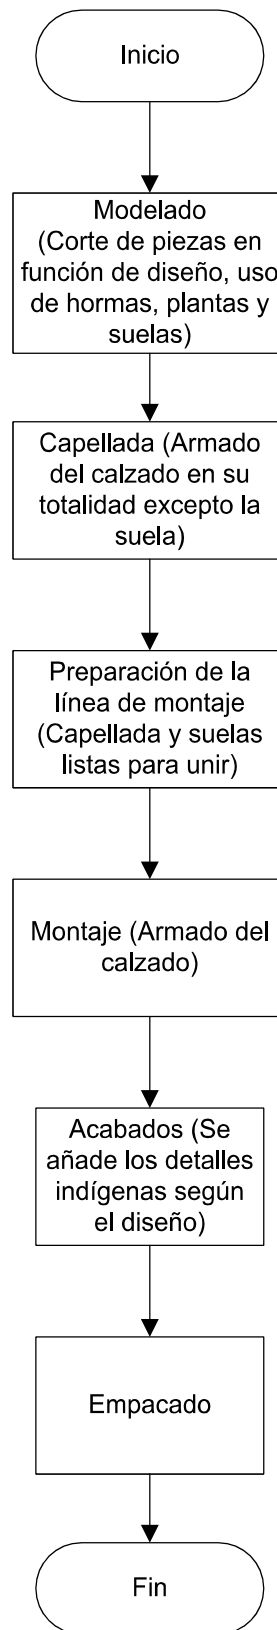 Inicio
Modelado
(Corte de piezas en
función de diseño, uso
de hormas, plantas y
suelas)
Capellada (Armado
del calzado en su
totalidad excepto la
suela)
Preparación de la
línea de montaje
(Capellada y suelas
listas para unir)
Montaje (Armado del
calzado)
Acabados (Se
añade los detalles
indígenas según
el diseño)
Empacado
Fin